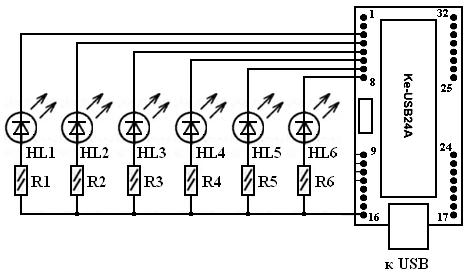 1 32
8 25
Ke-USB24A
HL1 HL2 HL3 HL4 HL5 HL6
9 24
R1 R2 R3 R4 R5 R6
16 17
к USB